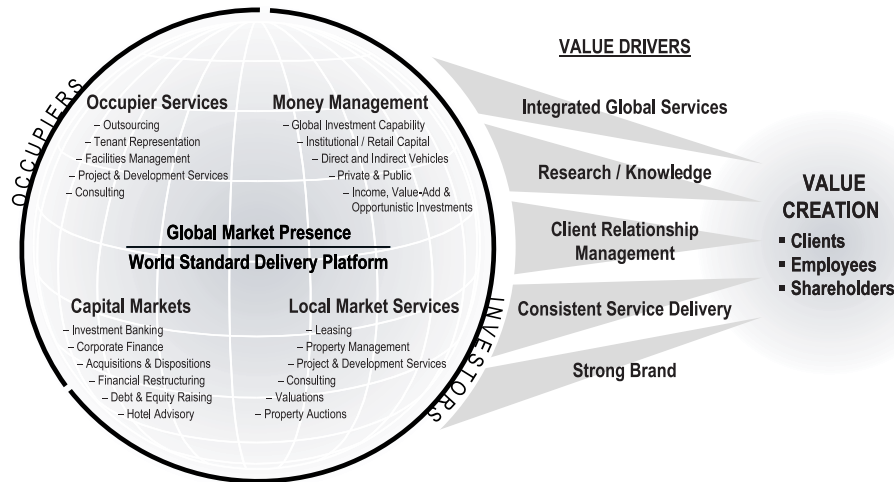 OCCUPIERS
Occupier Services
– Outsourcing
– Tenant Representation
– Facilities Management
– Project & Development Services
– Consulting
Money Management
– Global Investment Capability
– Institutional / Retail Capital
– Direct and Indirect Vehicles
– Private & Public
– Income, Value-Add &
Opportunistic Investments
Global Market Presence
World Standard Delivery Platform
Capital Markets
– Investment Banking
– Corporate Finance
– Acquisitions & Dispositions
– Financial Restructuring
– Debt & Equity Raising
– Hotel Advisory
Local Market Services
– Leasing
– Property Management
– Project & Development Services
– Consulting
– Valuations
– Property Auctions
INVESTORS
VALUE DRIVERS
Integrated Global Services
Research / Knowledge
Client Relationship
Management
Consistent Service Delivery
Strong Brand
VALUE
CREATION
▪ Clients
▪ Employees
▪ Shareholders